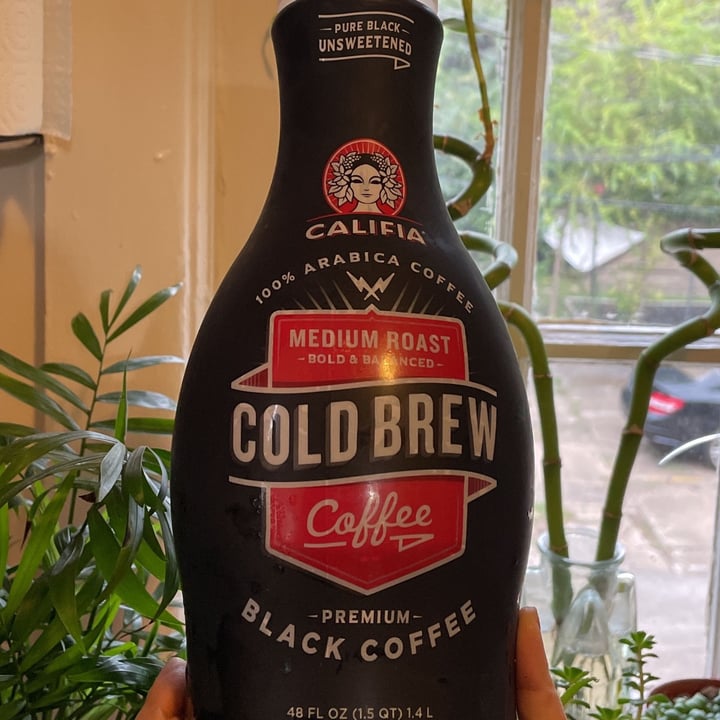 PURE BLACK
UNSWEETENED
CALIFIA
100% ARABICA COFFEE
MEDIUM ROAST
- BOLD & BALANCED -
COLD BREW
Coffee
- PREMIUM -
BLACK COFFEE
48 FL OZ (1.5 QT) 1.4 L